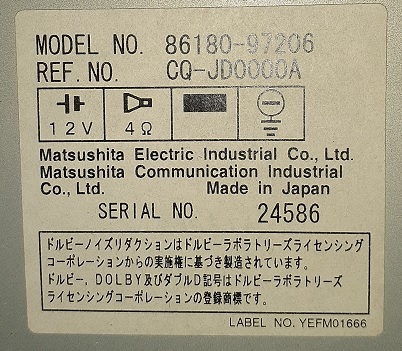 MODEL NO. 86180-97206
REF. NO. CQ-JD0000A
12V 4Ω
Matsushita Electric Industrial Co., Ltd.
Matsushita Communication Industrial
Co., Ltd. Made in Japan
SERIAL NO. 24586
ドルビーノイズリダクションはドルビーラボラトリーズライセンシング
コーポレーションからの実施権に基づき製造されています。
ドルビー, DOLBY及びダブルD記号はドルビーラボラトリーズ
ライセンシングコーポレーションの登録商標です。
LABEL NO. YEFM01666